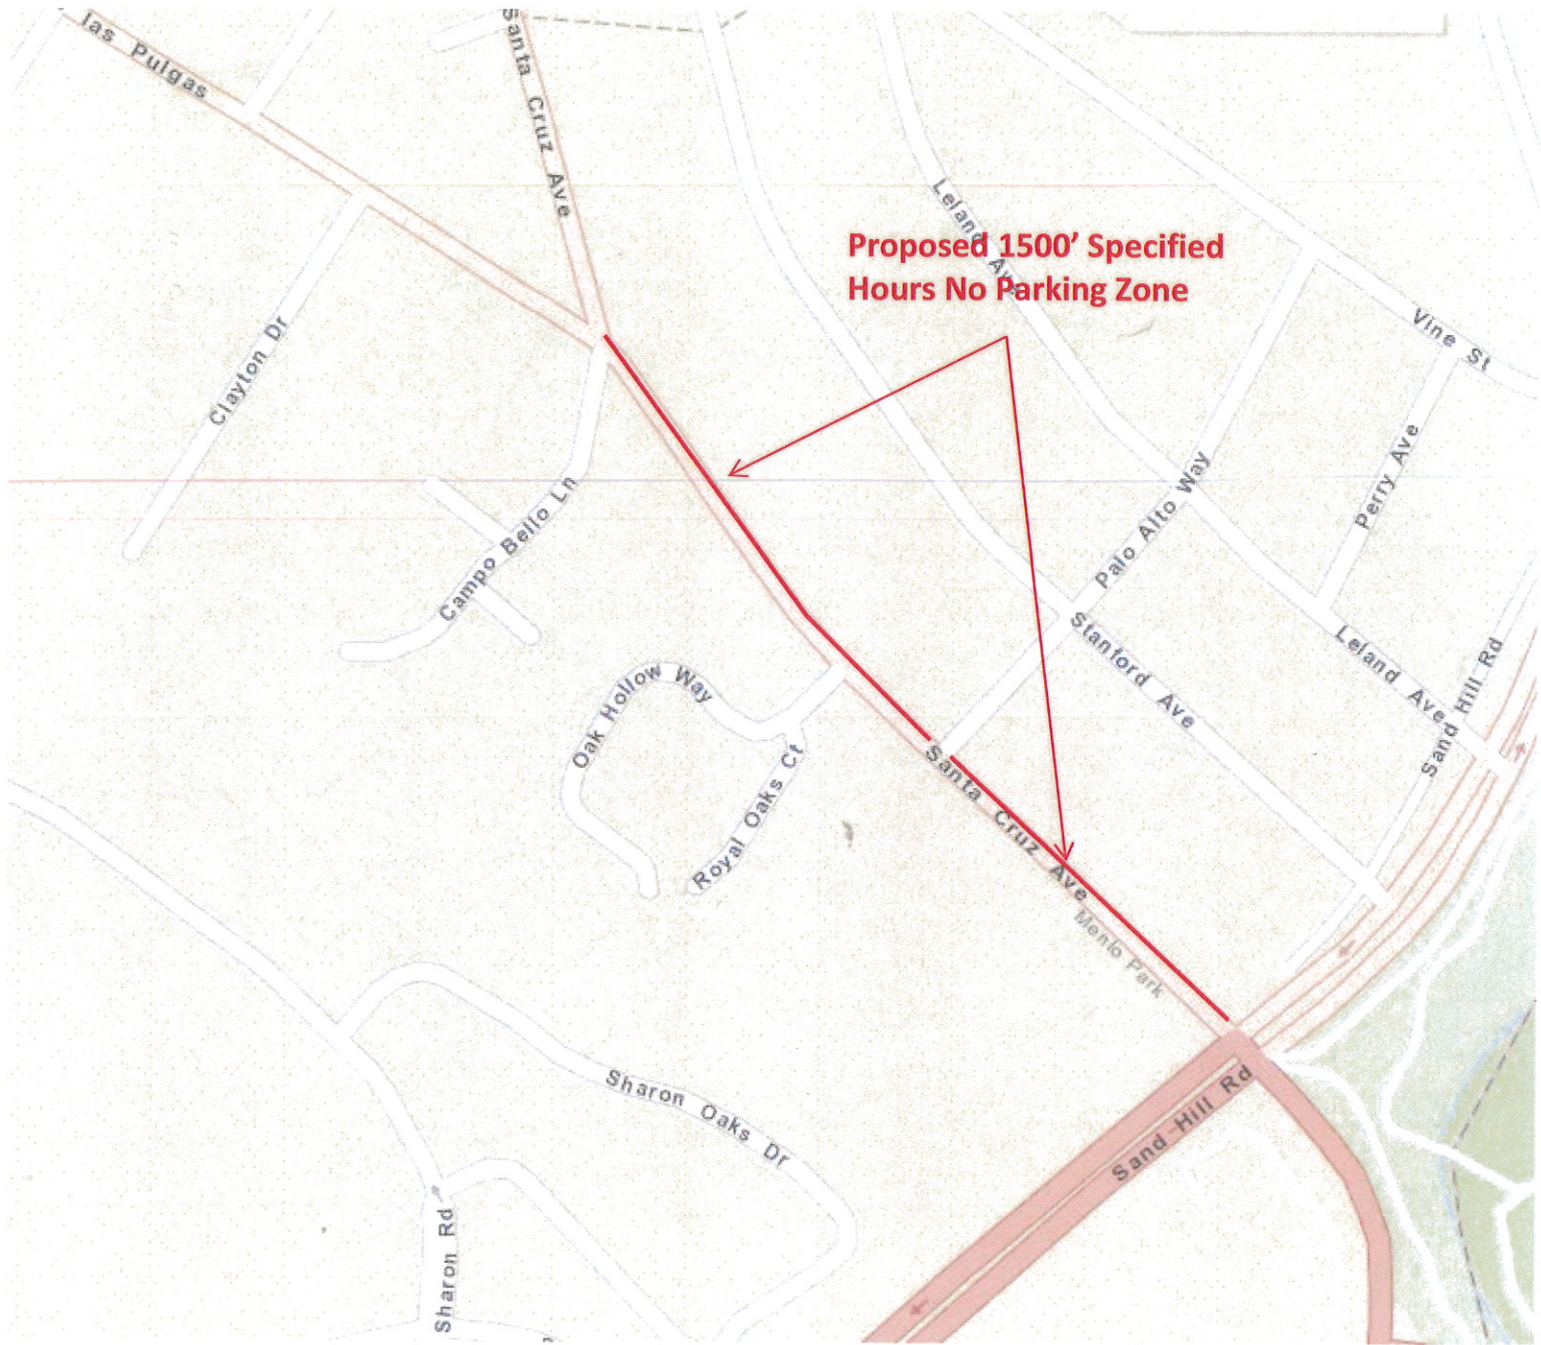 las Pulgas
Santa Cruz Ave
Leland Ave
Proposed 1500’ Specified
Hours No Parking Zone
Vine St
Clayton Dr
Perry Ave
Palo Alto Way
Campo Bello Ln
Stanford Ave
Leland Ave
Sand Hill Rd
Oak Hollow Way
Royal Oaks Ct
Santa Cruz Ave
Menlo Park
Sharon Oaks Dr
Sand Hill Rd
Sharon Rd